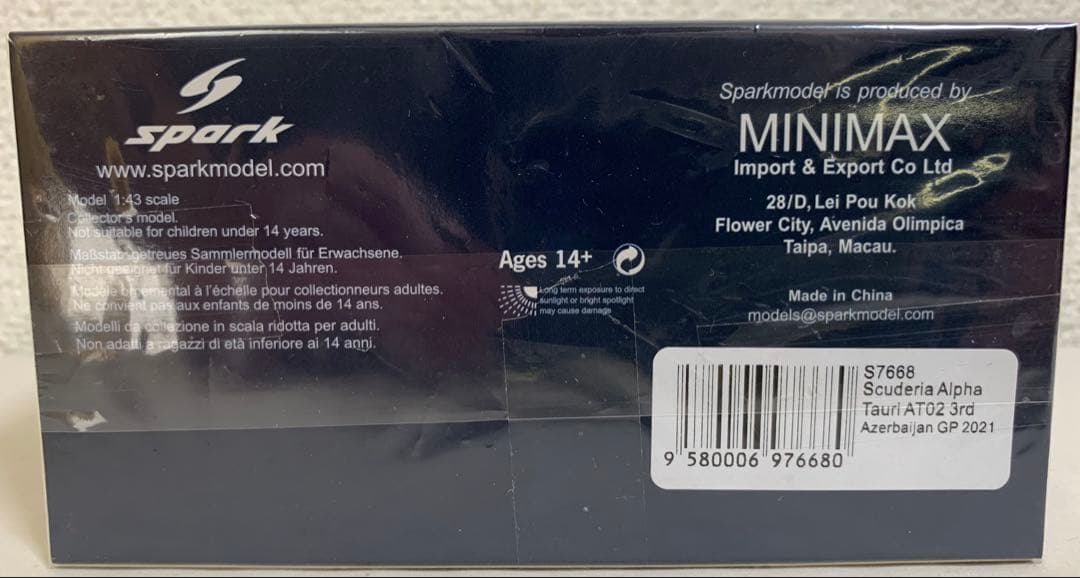 spark
www.sparkmodel.com
Model 1:43 scale
Collector's model.
Not suitable for children under 14 years.
Maßstabsgetreues Sammlermodell für Erwachsene.
Nicht geeignet für Kinder unter 14 Jahren.
Modèle ornemental à l'échelle pour collectionneurs adultes.
Ne convient pas aux enfants de moins de 14 ans.
Modelli da collezione in scala ridotta per adulti.
Non adatti a ragazzi di età inferiore ai 14 anni.
Ages 14+
Long term exposure to direct
sunlight or bright spotlight
may cause damage
Sparkmodel is produced by
MINIMAX
Import & Export Co Ltd
28/D, Lei Pou Kok
Flower City, Avenida Olimpica
Taipa, Macau.
Made in China
models@sparkmodel.com
S7668
Scuderia Alpha
Tauri AT02 3rd
Azerbaijan GP 2021
9 580006 976680